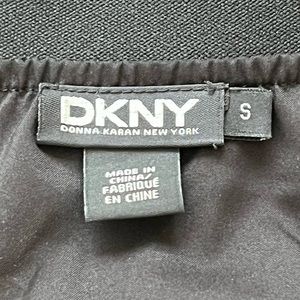 DKNY
DONNA KARAN NEW YORK
S
MADE IN
CHINA/
FABRIQUÉ
EN CHINE